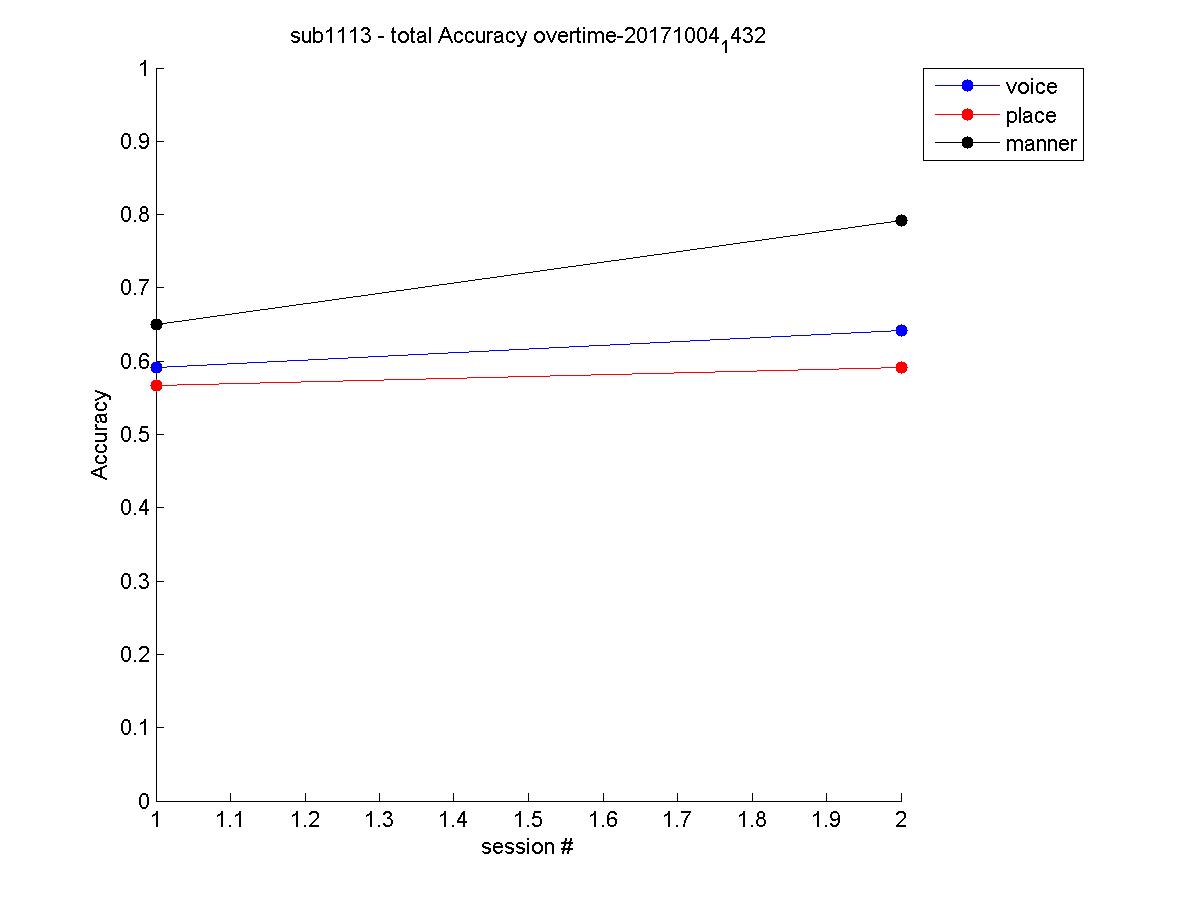 sub1113 - total Accuracy overtime-20171004₁432
voice
place
manner
1
0.9
0.8
0.7
0.6
0.5
0.4
0.3
0.2
0.1
0
Accuracy
1 1.1 1.2 1.3 1.4 1.5 1.6 1.7 1.8 1.9 2
session #